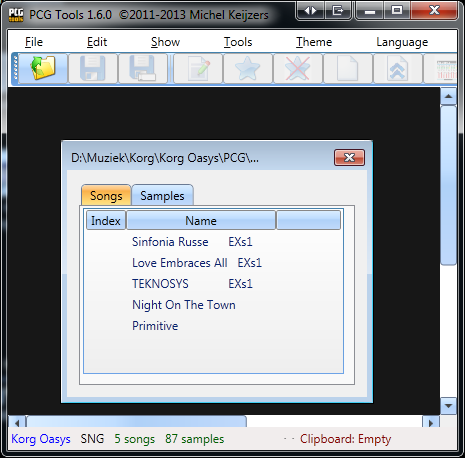 PCG TOOLS PCG Tools 1.6.0 ©2011-2013 Michel Keijzers
File Edit Show Tools Theme Language
D:\Muziek\Korg\Korg Oasys\PCG\...
Songs Samples
Index Name
Sinfonia Russe EXs1
Love Embraces All EXs1
TEKNOSYS EXs1
Night On The Town
Primitive
Korg Oasys SNG 5 songs 87 samples - - Clipboard: Empty